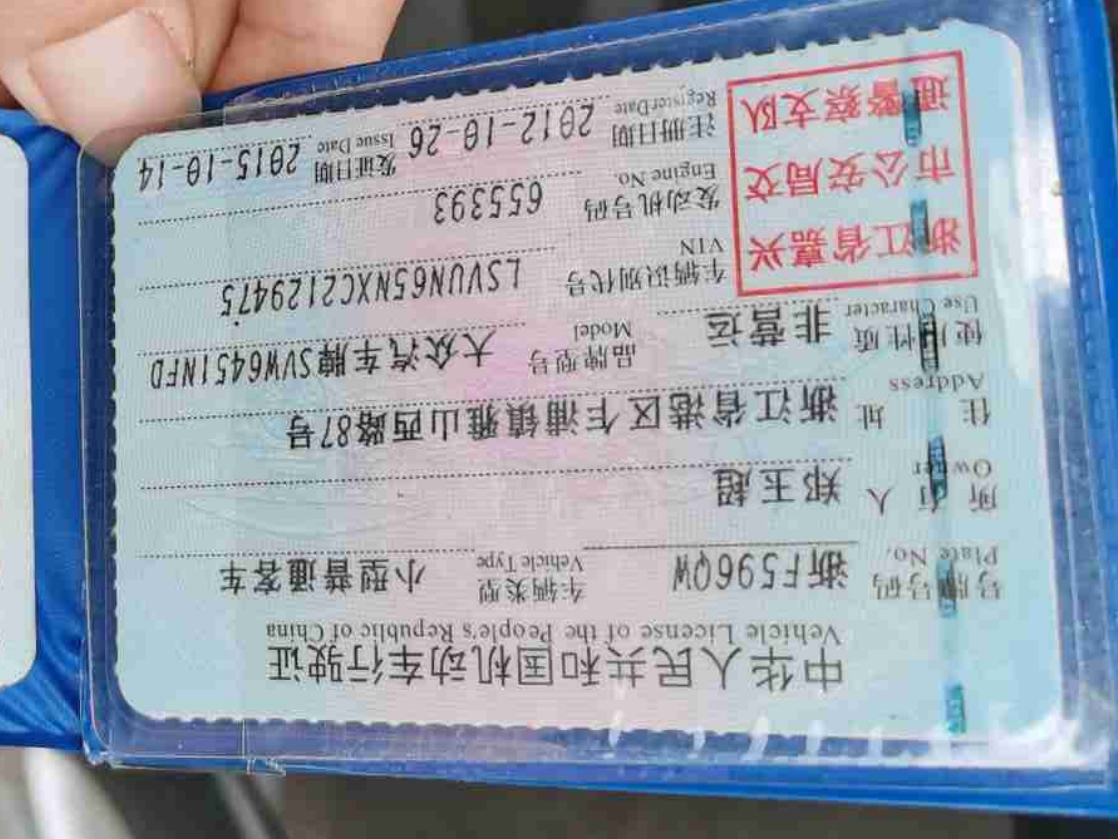 中华人民共和国机动车行驶证
Vehicle License of the People's Republic of China
号牌号码 浙F596QW 车辆类型 小型普通客车
Plate No. Vehicle Type
所有人 郑玉超
Owner
住址 浙江省港区乍浦镇雅山西路87号
Address
使用性质 非营运 品牌型号 大众汽车牌SVW6451NFD
Use Character Model
浙江省嘉兴
市公安局交
通警察支队
车辆识别代号 LSVUN65NXC2129475
VIN
发动机号码 655393
Engine No.
注册日期 2012-10-26 发证日期 2015-10-14
Register Date Issue Date